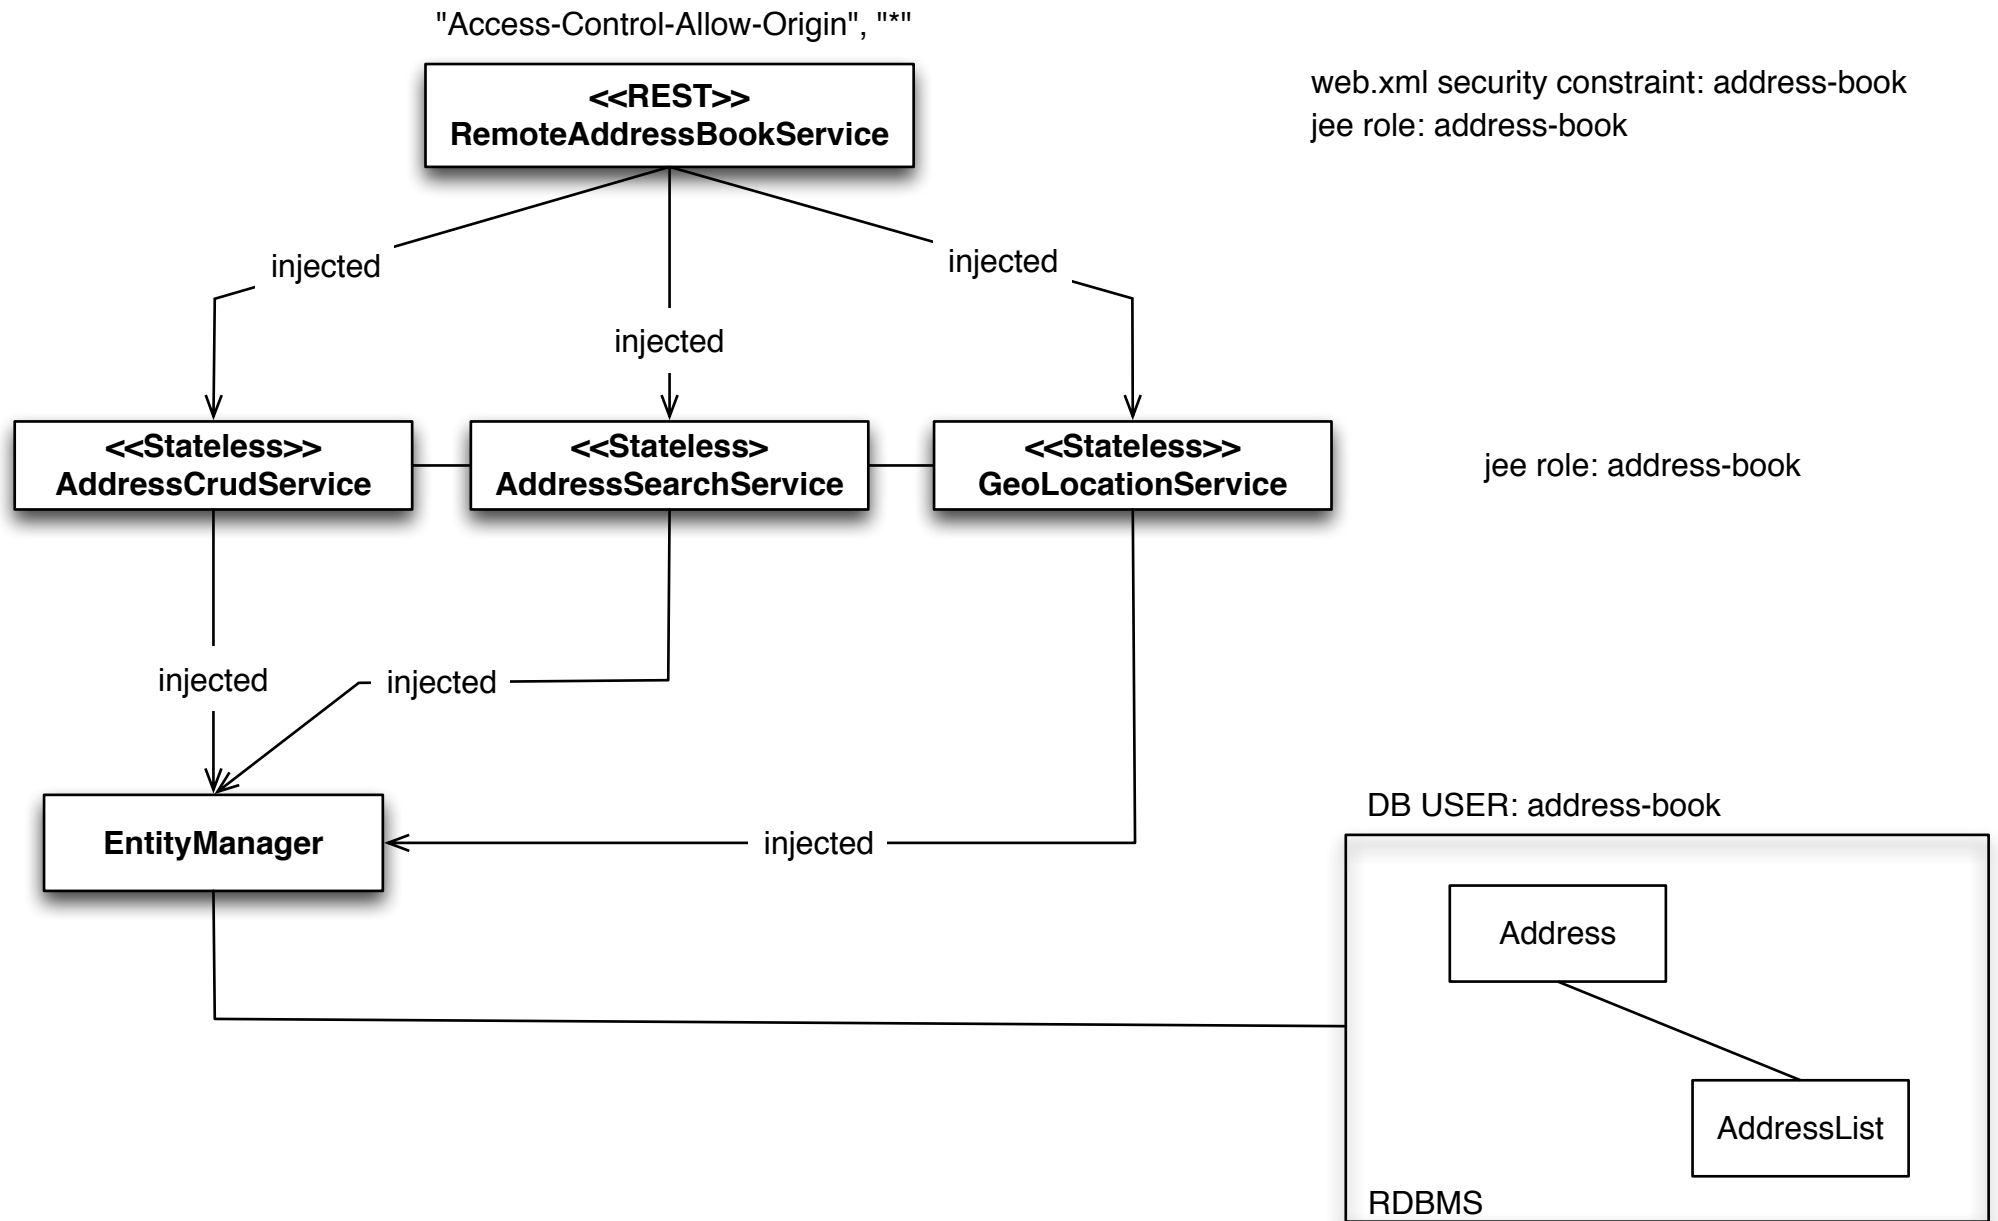 "Access-Control-Allow-Origin", "*"
<<REST>>
RemoteAddressBookService
web.xml security constraint: address-book
jee role: address-book
injected
injected
injected
<<Stateless>>
AddressCrudService
<<Stateless>
AddressSearchService
<<Stateless>>
GeoLocationService
jee role: address-book
injected
injected
EntityManager
injected
DB USER: address-book
Address
AddressList
RDBMS